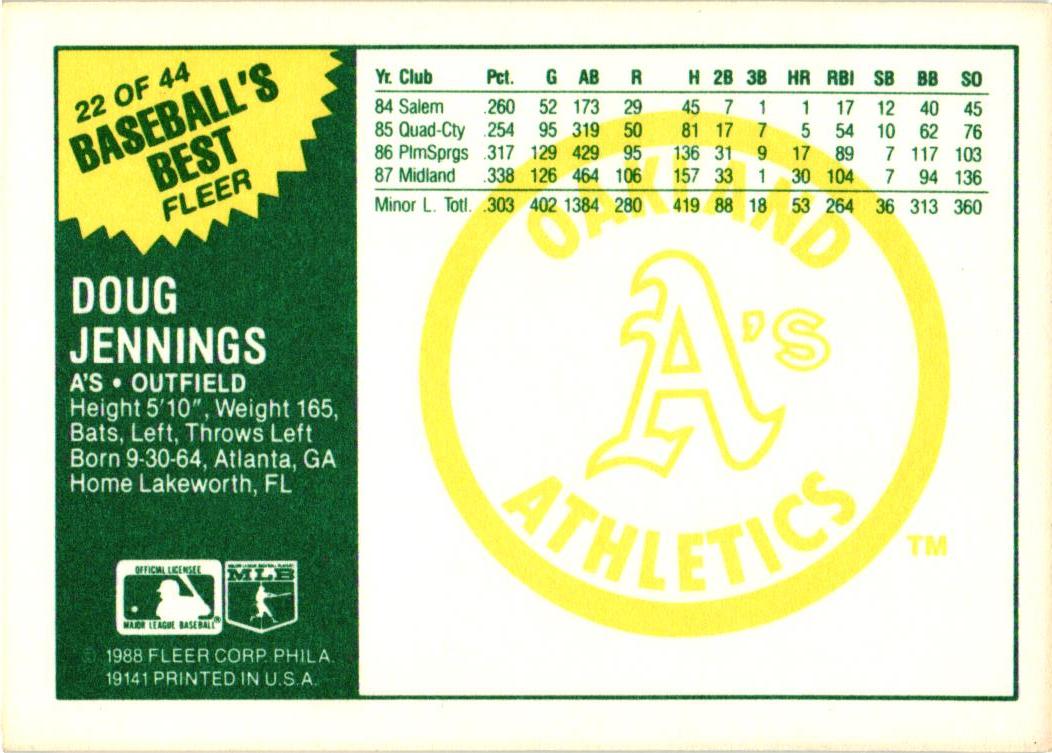 22 OF 44
BASEBALL'S
BEST
FLEER
DOUG
JENNINGS
A'S • OUTFIELD
Height 5'10", Weight 165,
Bats, Left, Throws Left
Born 9-30-64, Atlanta, GA
Home Lakeworth, FL
OFFICIAL LICENSEE
MAJOR LEAGUE BASEBALL®
MLB
© 1988 FLEER CORP. PHILA.
19141 PRINTED IN U.S.A.
Yr. Club Pct. G AB R H 2B 3B HR RBI SB BB SO
84 Salem .260 52 173 29 45 7 1 1 17 12 40 45
85 Quad-Cty .254 95 319 50 81 17 7 5 54 10 62 76
86 PlmSprgs .317 129 429 95 136 31 9 17 89 7 117 103
87 Midland .338 126 464 106 157 33 1 30 104 7 94 136
Minor L. Totl. .303 402 1384 280 419 88 18 53 264 36 313 360
OAKLAND
A's
ATHLETICS
TM